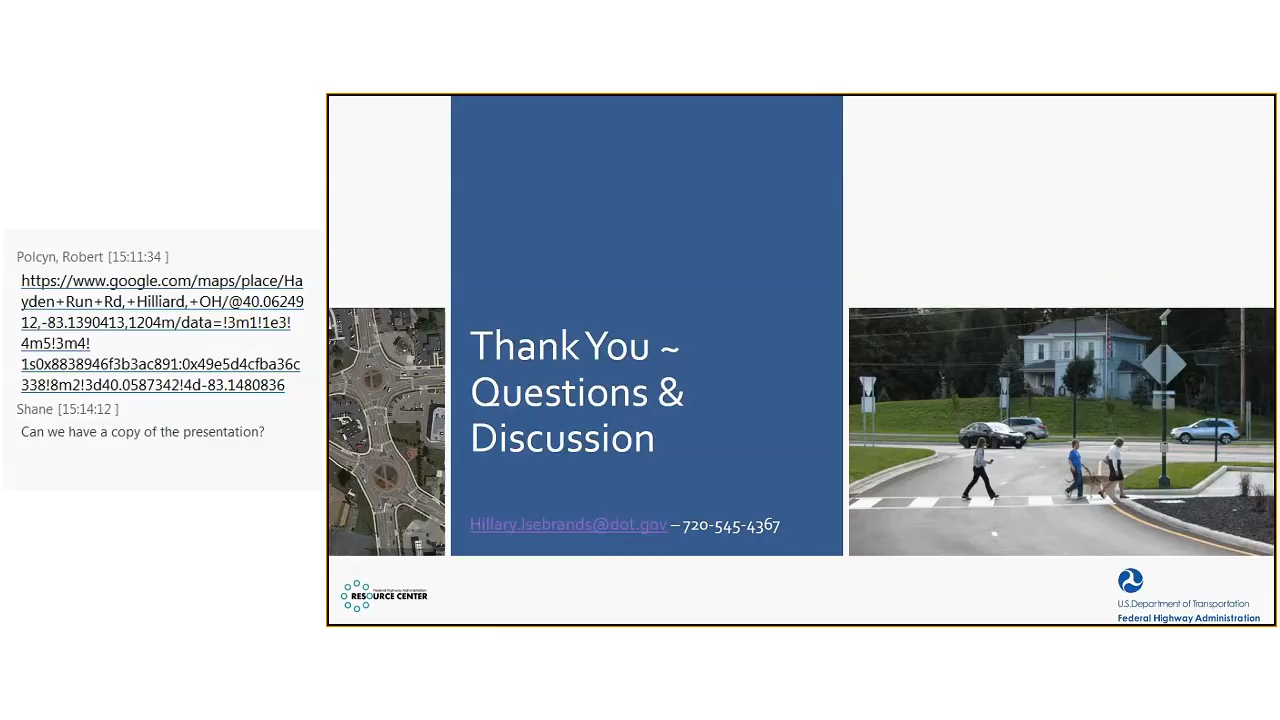 Polcyn, Robert [15:11:34 ]
https://www.google.com/maps/place/Ha
yden+Run+Rd,+Hilliard,+OH/@40.06249
12,-83.1390413,1204m/data=!3m1!1e3!
4m5!3m4!
1s0x8838946f3b3ac891:0x49e5d4cfba36c
338!8m2!3d40.0587342!4d-83.1480836
Shane [15:14:12 ]
Can we have a copy of the presentation?
Thank You ~
Questions &
Discussion
Hillary.Isebrands@dot.gov – 720-545-4367
Federal Highway Administration
RESOURCE CENTER
U.S.Department of Transportation
Federal Highway Administration